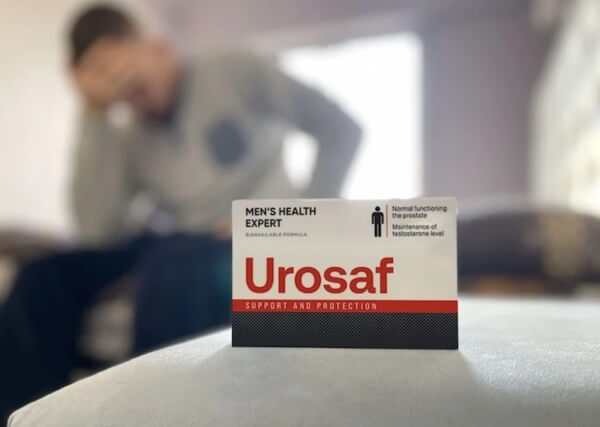 MEN'S HEALTH
EXPERT
BIOAVAILABLE FORMULA
Normal functioning
the prostate
Maintenance of
testosterone level
Urosaf
SUPPORT AND PROTECTION